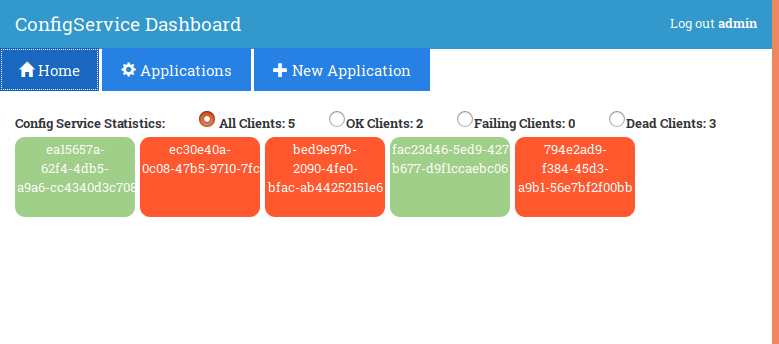 ConfigService Dashboard
Log out admin
Home
Applications
New Application
Config Service Statistics:
All Clients: 5
OK Clients: 2
Failing Clients: 0
Dead Clients: 3
ea15657a-
62f4-4db5-
a9a6-cc4340d3c708
ec30e40a-
0c08-47b5-9710-7fc
bed9e97b-
2090-4fe0-
bfac-ab44252151e6
fac23d46-5ed9-427
b677-d9f1ccaebc06
794e2ad9-
f384-45d3-
a9b1-56e7bf2f00bb